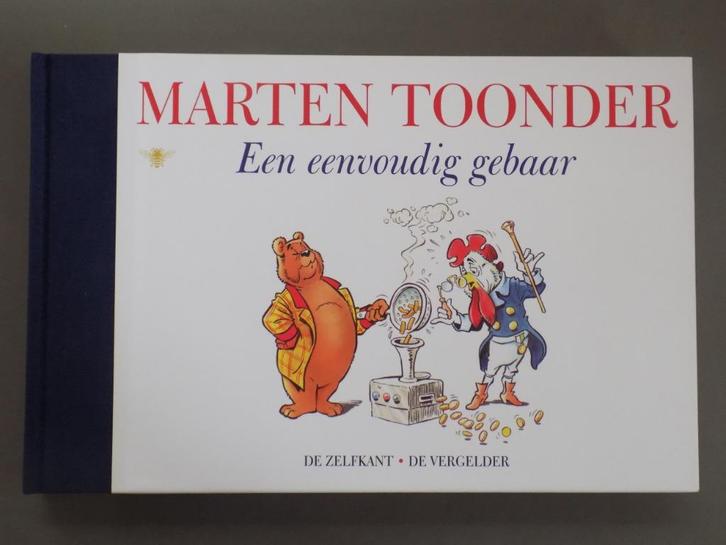 MARTEN TOONDER
Een eenvoudig gebaar
DE ZELFKANT • DE VERGELDER